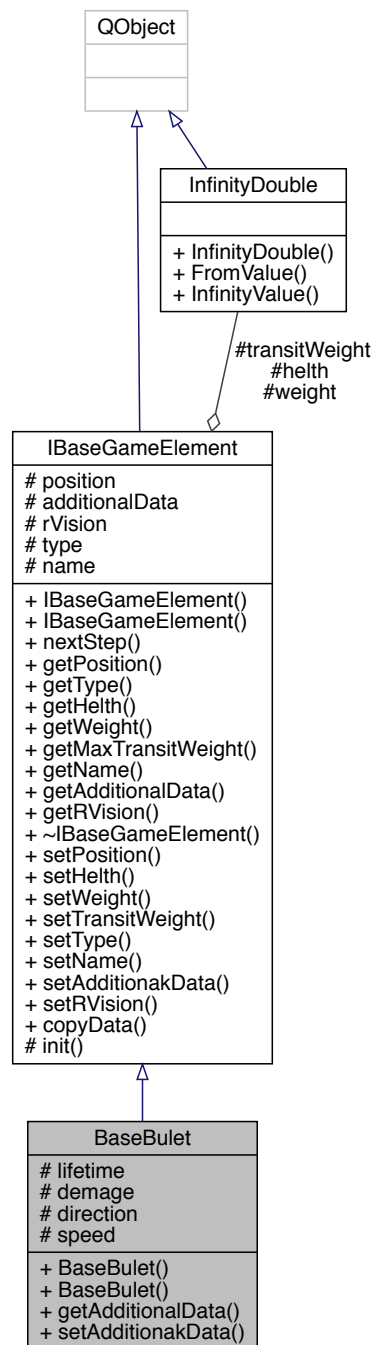 QObject
InfinityDouble
+ InfinityDouble()
+ FromValue()
+ InfinityValue()
#transitWeight
#helth
#weight
IBaseGameElement
# position
# additionalData
# rVision
# type
# name
+ IBaseGameElement()
+ IBaseGameElement()
+ nextStep()
+ getPosition()
+ getType()
+ getHelth()
+ getWeight()
+ getMaxTransitWeight()
+ getName()
+ getAdditionalData()
+ getRVision()
+ ~IBaseGameElement()
+ setPosition()
+ setHelth()
+ setWeight()
+ setTransitWeight()
+ setType()
+ setName()
+ setAdditionakData()
+ setRVision()
+ copyData()
# init()
BaseBulet
# lifetime
# demage
# direction
# speed
+ BaseBulet()
+ BaseBulet()
+ getAdditionalData()
+ setAdditionakData()